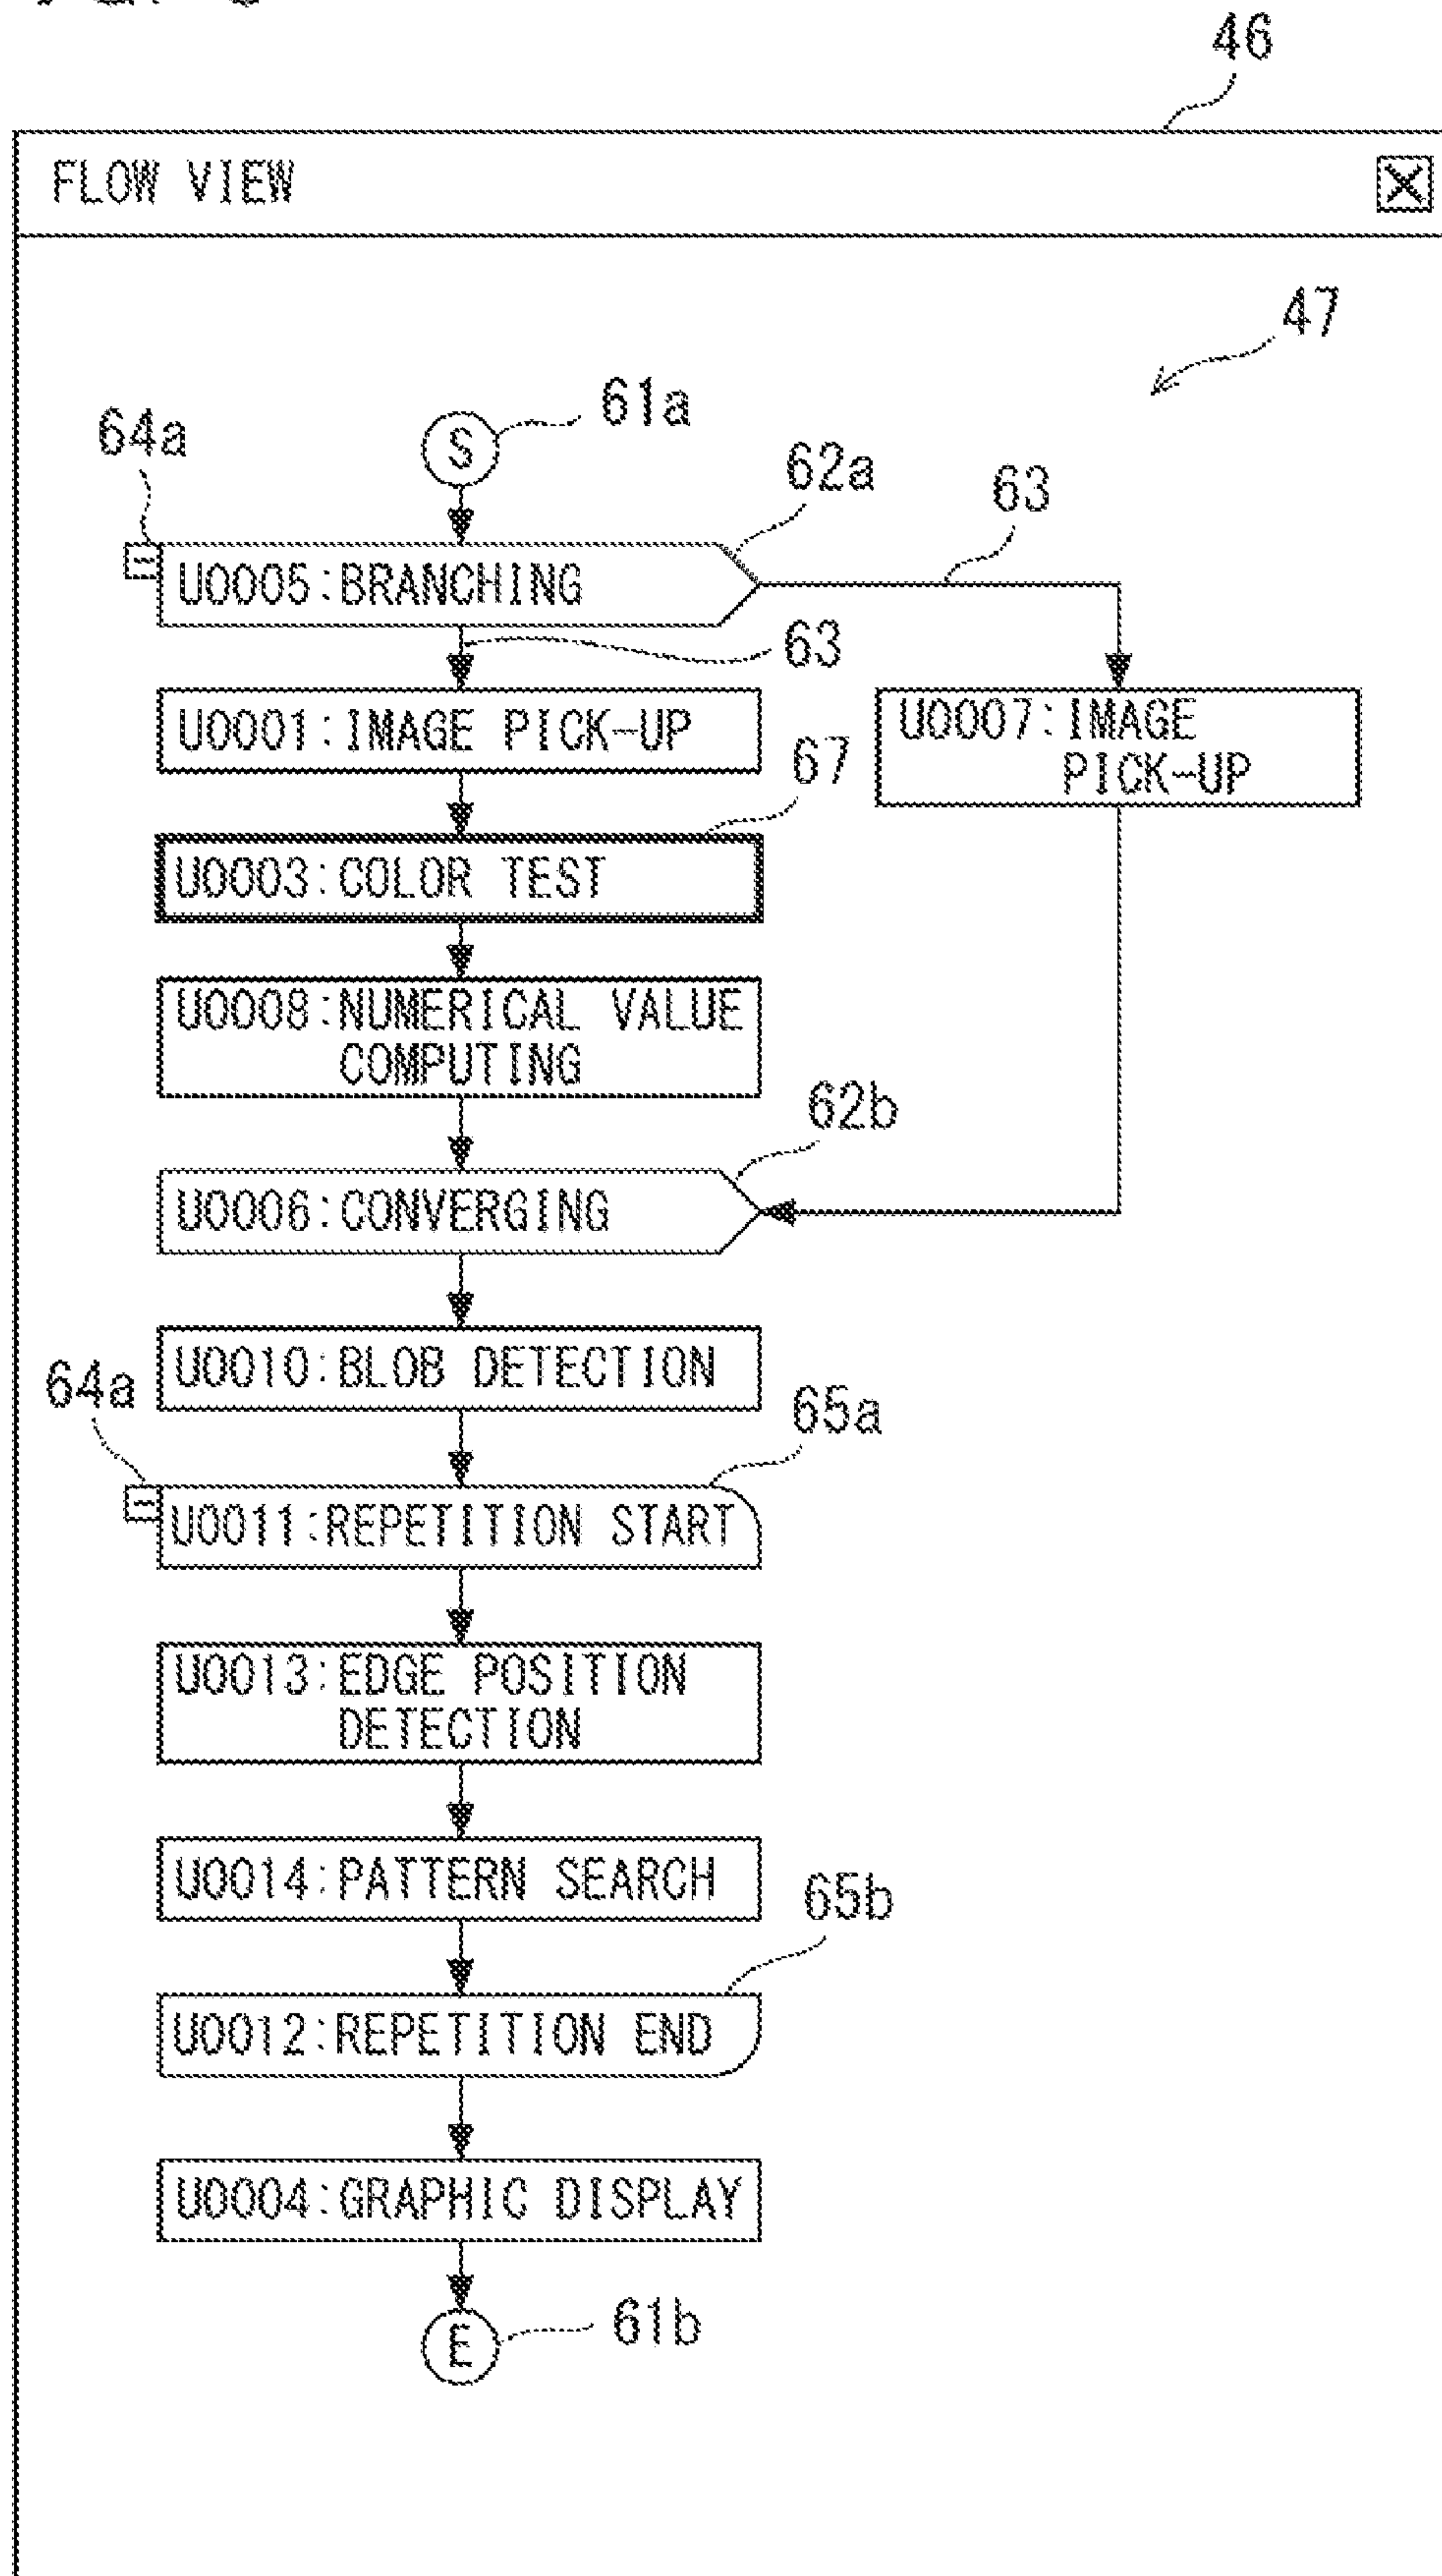 46
FLOW VIEW
47
61a
64a
S
62a
63
U0005:BRANCHING
63
U0001:IMAGE PICK-UP
U0007:IMAGE
PICK-UP
67
U0003:COLOR TEST
U0008:NUMERICAL VALUE
COMPUTING
62b
U0006:CONVERGING
U0010:BLOB DETECTION
64a
65a
U0011:REPETITION START
U0013:EDGE POSITION
DETECTION
U0014:PATTERN SEARCH
65b
U0012:REPETITION END
U0004:GRAPHIC DISPLAY
E
61b